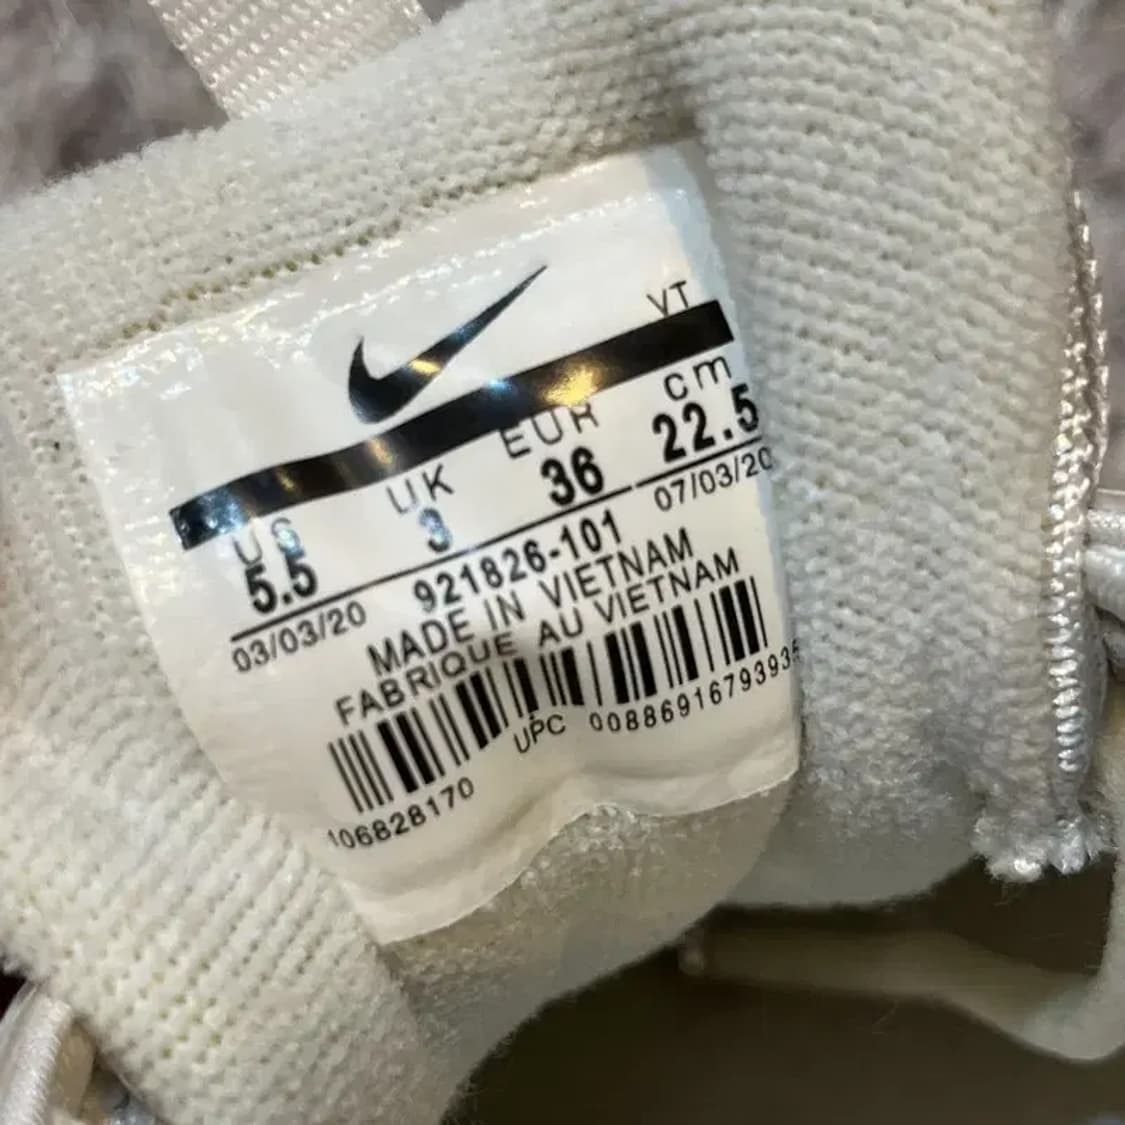 VT
US UK EUR cm
5.5 3 36 22.5
03/03/20 921826-101 07/03/20
MADE IN VIETNAM
FABRIQUE AU VIETNAM
UPC 00886916793935
106828170